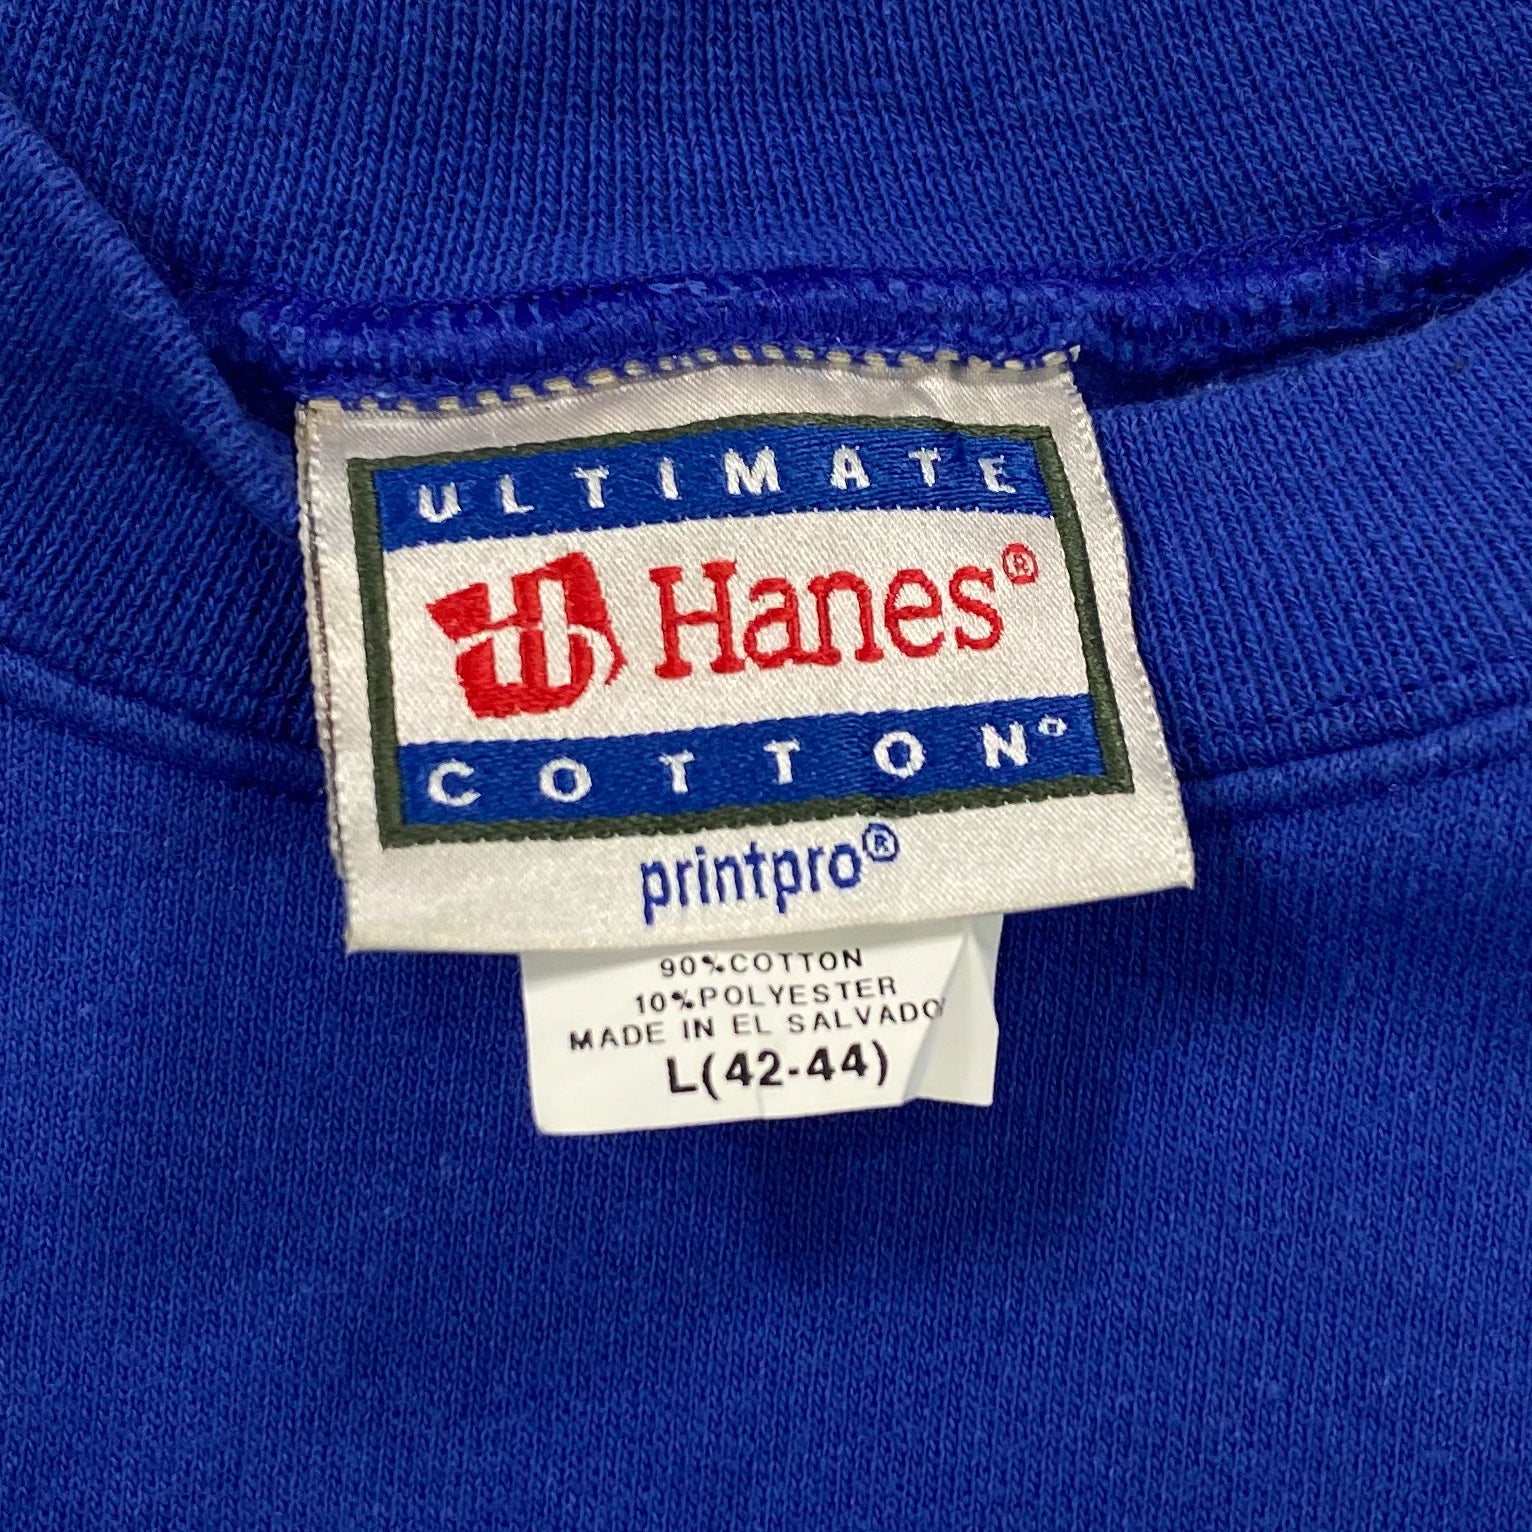 ULTIMATE
H Hanes®
COTTON®
printpro®
90%COTTON
10%POLYESTER
MADE IN EL SALVADO
L(42-44)